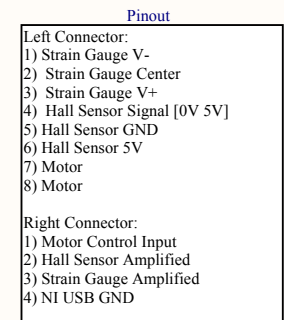 Pinout
Left Connector:
1) Strain Gauge V-
2) Strain Gauge Center
3) Strain Gauge V+
4) Hall Sensor Signal [0V 5V]
5) Hall Sensor GND
6) Hall Sensor 5V
7) Motor
8) Motor

Right Connector:
1) Motor Control Input
2) Hall Sensor Amplified
3) Strain Gauge Amplified
4) NI USB GND